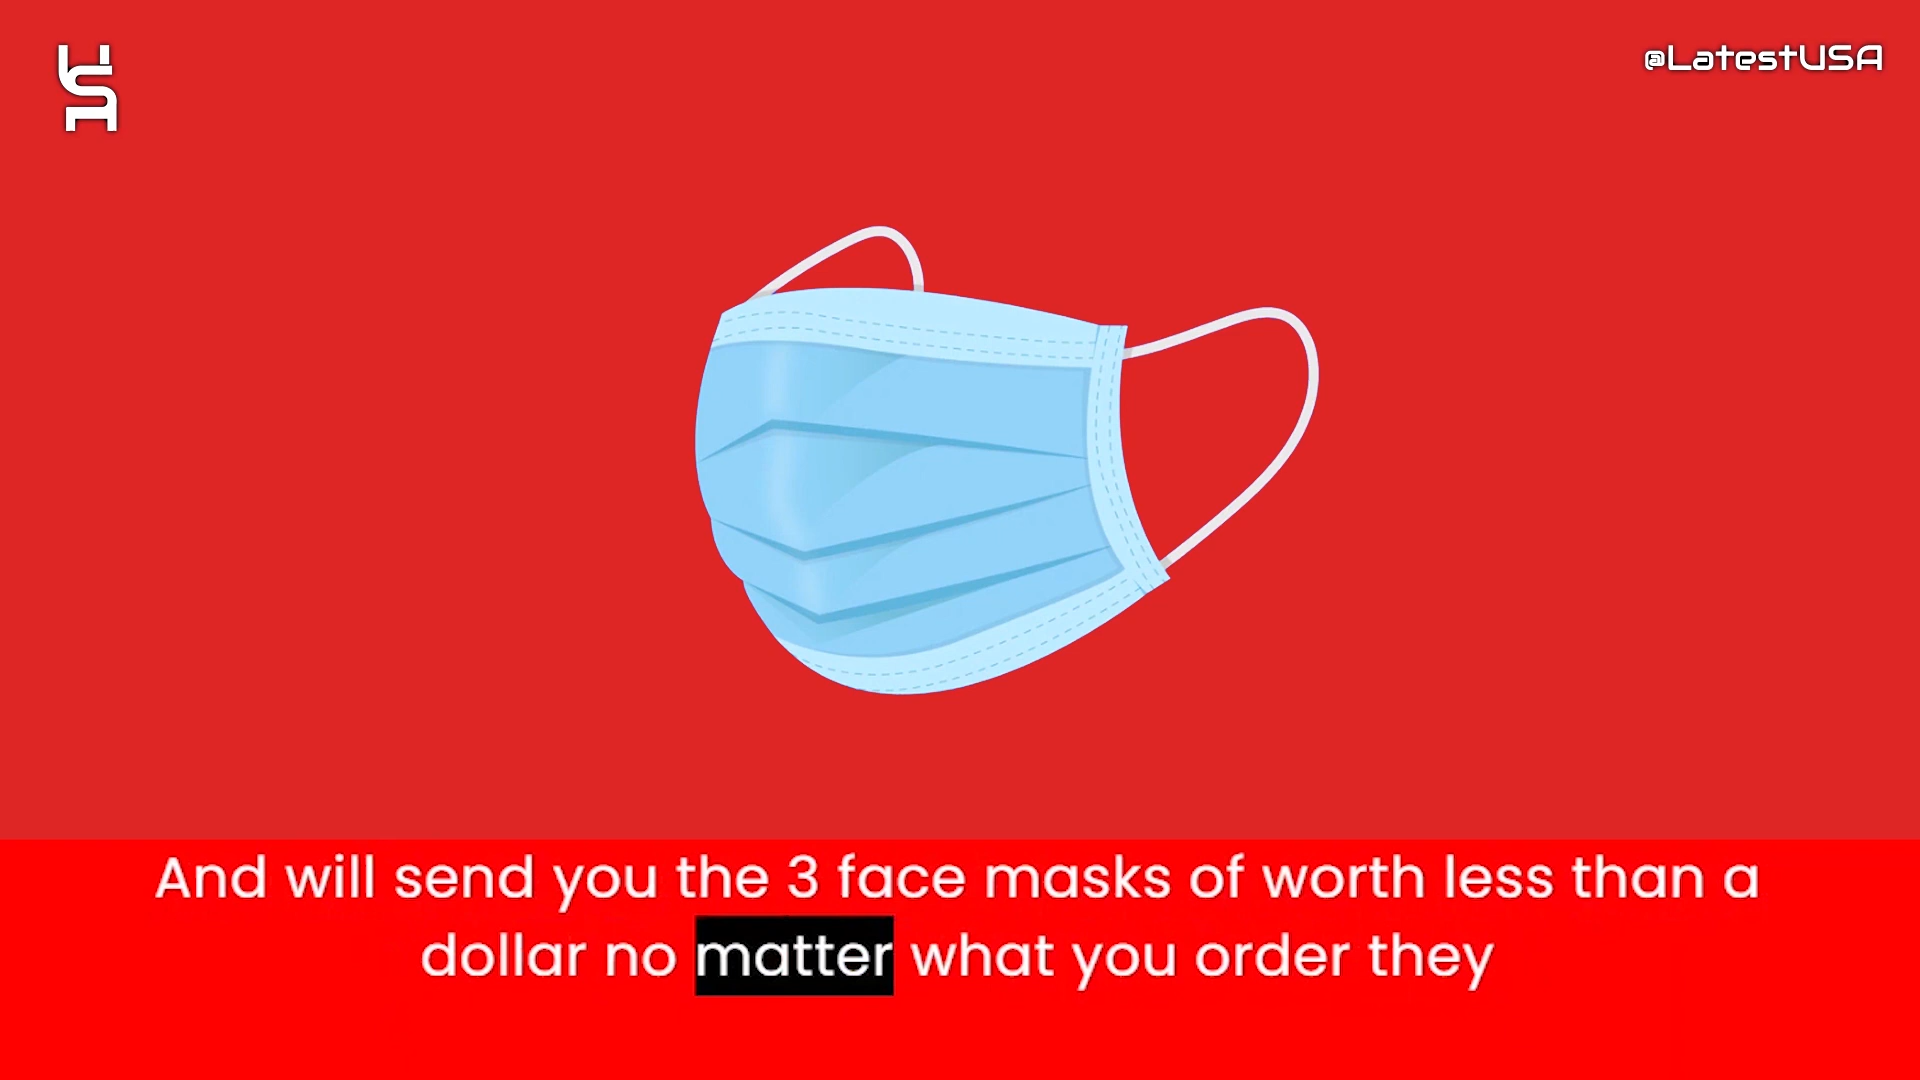 USA
@LatestUSA
And will send you the 3 face masks of worth less than a
dollar no matter what you order they